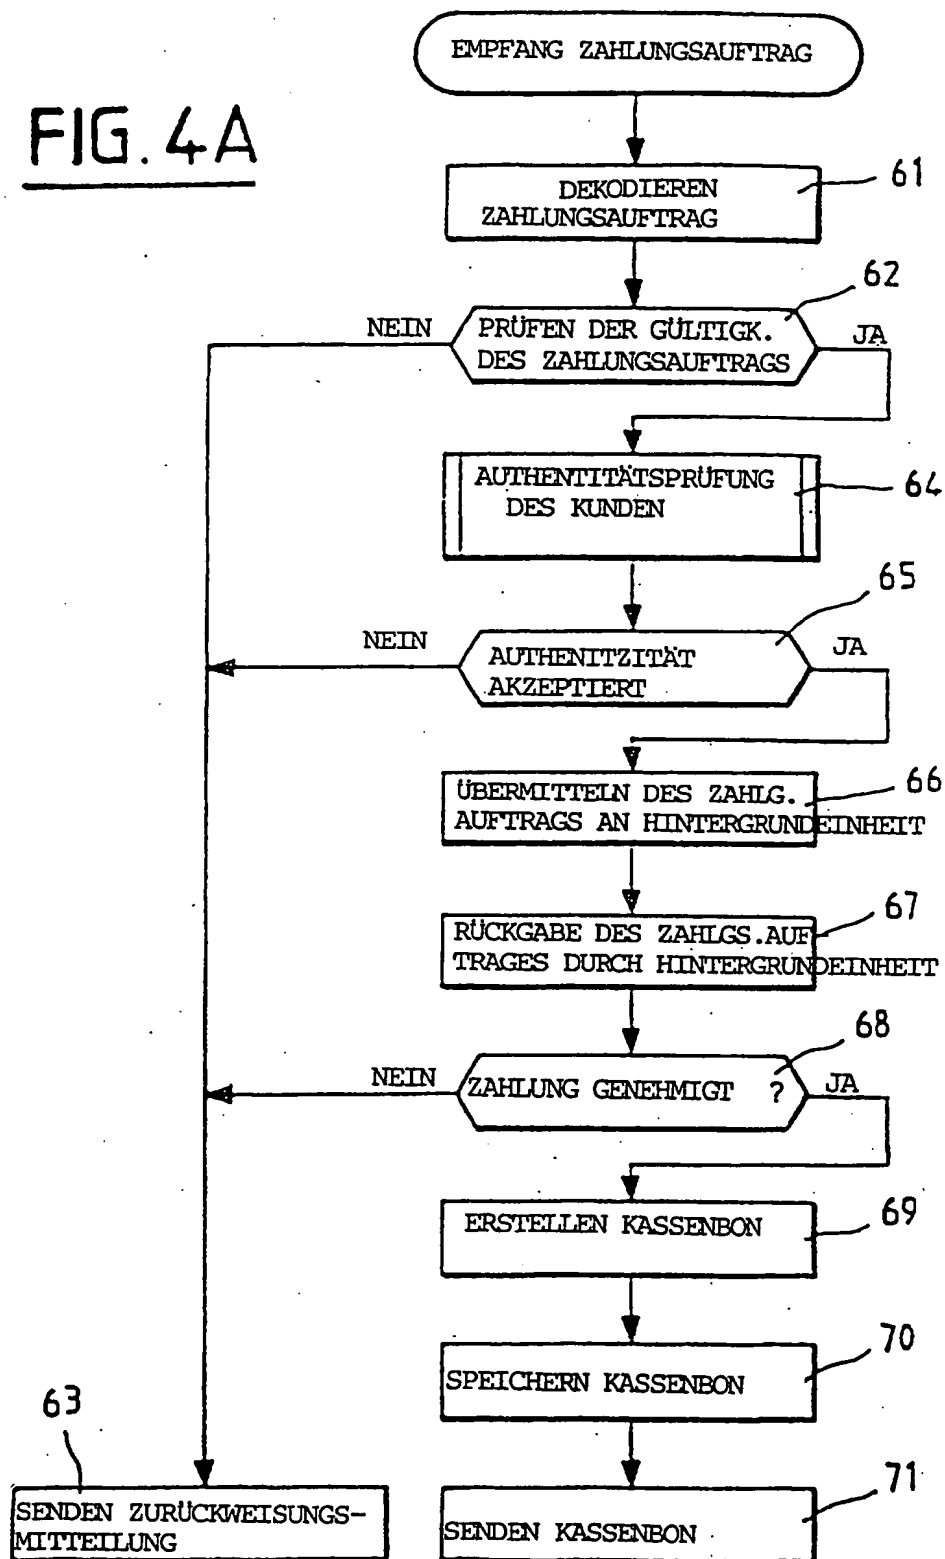 EMPFANG ZAHLUNGSAUFTRAG
FIG. 4A
DEKODIEREN
ZAHLUNGSAUFTRAG
61
62
NEIN
PRÜFEN DER GÜLTIGK.
DES ZAHLUNGSAUFTRAGS
JA
AUTHENTITÄTSPRÜFUNG
DES KUNDEN
64
65
NEIN
AUTHENITZITÄT
AKZEPTIERT
JA
ÜBERMITTELN DES ZAHLG.
AUFTRAGS AN HINTERGRUNDEINHEIT
66
RÜCKGABE DES ZAHLGS.AUF
TRAGES DURCH HINTERGRUNDEINHEIT
67
68
NEIN
ZAHLUNG GENEHMIGT ?
JA
ERSTELLEN KASSENBON
69
SPEICHERN KASSENBON
70
63
SENDEN ZURÜCKWEISUNGS-
MITTEILUNG
SENDEN KASSENBON
71